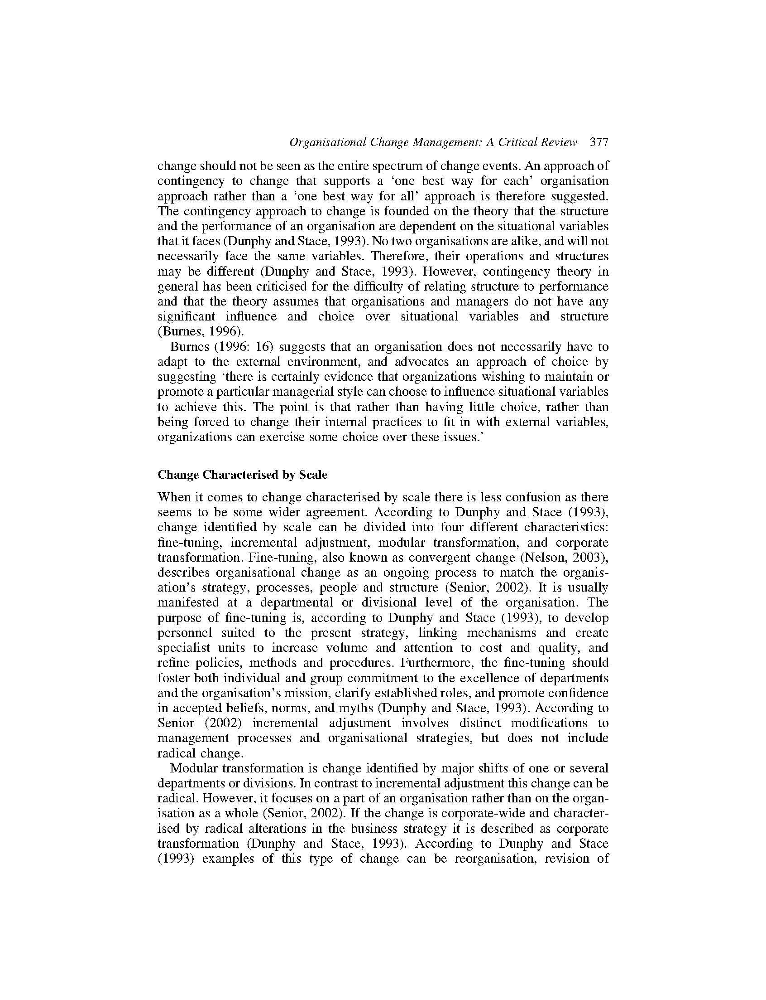 Organisational Change Management: A Critical Review 377
change should not be seen as the entire spectrum of change events. An approach of
contingency to change that supports a ‘one best way for each’ organisation
approach rather than a ‘one best way for all’ approach is therefore suggested.
The contingency approach to change is founded on the theory that the structure
and the performance of an organisation are dependent on the situational variables
that it faces (Dunphy and Stace, 1993). No two organisations are alike, and will not
necessarily face the same variables. Therefore, their operations and structures
may be different (Dunphy and Stace, 1993). However, contingency theory in
general has been criticised for the difficulty of relating structure to performance
and that the theory assumes that organisations and managers do not have any
significant influence and choice over situational variables and structure
(Burnes, 1996).
Burnes (1996: 16) suggests that an organisation does not necessarily have to
adapt to the external environment, and advocates an approach of choice by
suggesting ‘there is certainly evidence that organizations wishing to maintain or
promote a particular managerial style can choose to influence situational variables
to achieve this. The point is that rather than having little choice, rather than
being forced to change their internal practices to fit in with external variables,
organizations can exercise some choice over these issues.’
Change Characterised by Scale
When it comes to change characterised by scale there is less confusion as there
seems to be some wider agreement. According to Dunphy and Stace (1993),
change identified by scale can be divided into four different characteristics:
fine-tuning, incremental adjustment, modular transformation, and corporate
transformation. Fine-tuning, also known as convergent change (Nelson, 2003),
describes organisational change as an ongoing process to match the organis-
ation’s strategy, processes, people and structure (Senior, 2002). It is usually
manifested at a departmental or divisional level of the organisation. The
purpose of fine-tuning is, according to Dunphy and Stace (1993), to develop
personnel suited to the present strategy, linking mechanisms and create
specialist units to increase volume and attention to cost and quality, and
refine policies, methods and procedures. Furthermore, the fine-tuning should
foster both individual and group commitment to the excellence of departments
and the organisation’s mission, clarify established roles, and promote confidence
in accepted beliefs, norms, and myths (Dunphy and Stace, 1993). According to
Senior (2002) incremental adjustment involves distinct modifications to
management processes and organisational strategies, but does not include
radical change.
Modular transformation is change identified by major shifts of one or several
departments or divisions. In contrast to incremental adjustment this change can be
radical. However, it focuses on a part of an organisation rather than on the organ-
isation as a whole (Senior, 2002). If the change is corporate-wide and character-
ised by radical alterations in the business strategy it is described as corporate
transformation (Dunphy and Stace, 1993). According to Dunphy and Stace
(1993) examples of this type of change can be reorganisation, revision of